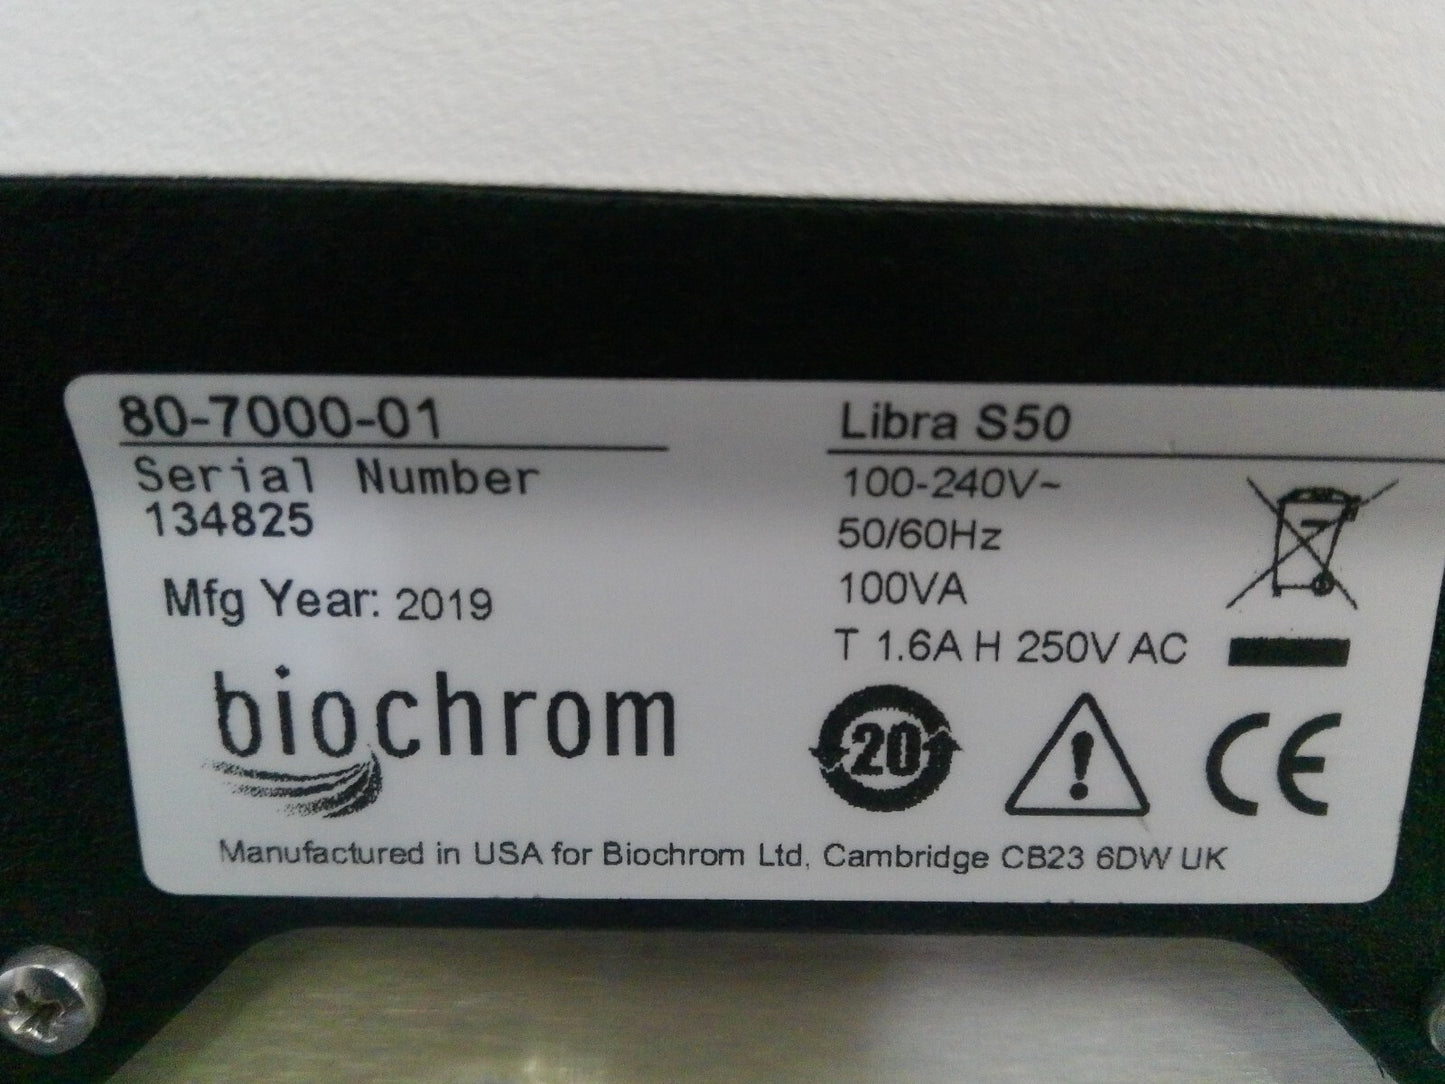 80-7000-01
Serial Number
134825
Mfg Year: 2019
biochrom
Libra S50
100-240V~
50/60Hz
100VA
T 1.6A H 250V AC
20
!
CE
Manufactured in USA for Biochrom Ltd, Cambridge CB23 6DW UK